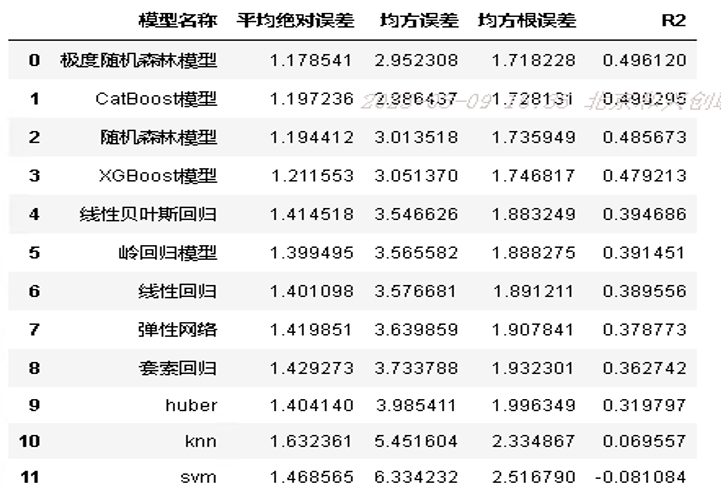 模型名称 平均绝对误差 均方误差 均方根误差 R2
0 极度随机森林模型 1.178541 2.952308 1.718228 0.496120
1 CatBoost模型 1.197236 2.986437 1.728131 0.490295
2 随机森林模型 1.194412 3.013518 1.735949 0.485673
3 XGBoost模型 1.211553 3.051370 1.746817 0.479213
4 线性贝叶斯回归 1.414518 3.546626 1.883249 0.394686
5 岭回归模型 1.399495 3.565582 1.888275 0.391451
6 线性回归 1.401098 3.576681 1.891211 0.389556
7 弹性网络 1.419851 3.639859 1.907841 0.378773
8 套索回归 1.429273 3.733788 1.932301 0.362742
9 huber 1.404140 3.985411 1.996349 0.319797
10 knn 1.632361 5.451604 2.334867 0.069557
11 svm 1.468565 6.334232 2.516790 -0.081084